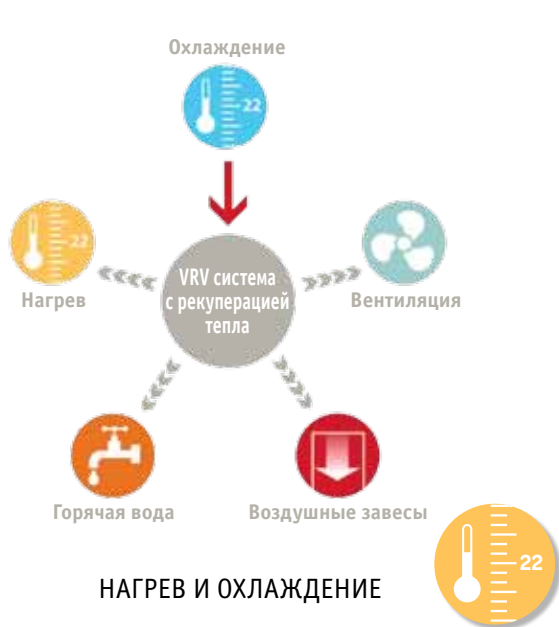 Охлаждение
22
22
Нагрев
VRV система
с рекуперацией
тепла
Вентиляция
Горячая вода
Воздушные завесы
НАГРЕВ И ОХЛАЖДЕНИЕ
22